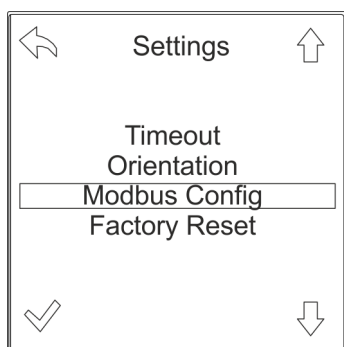 Settings
Timeout
Orientation
Modbus Config
Factory Reset